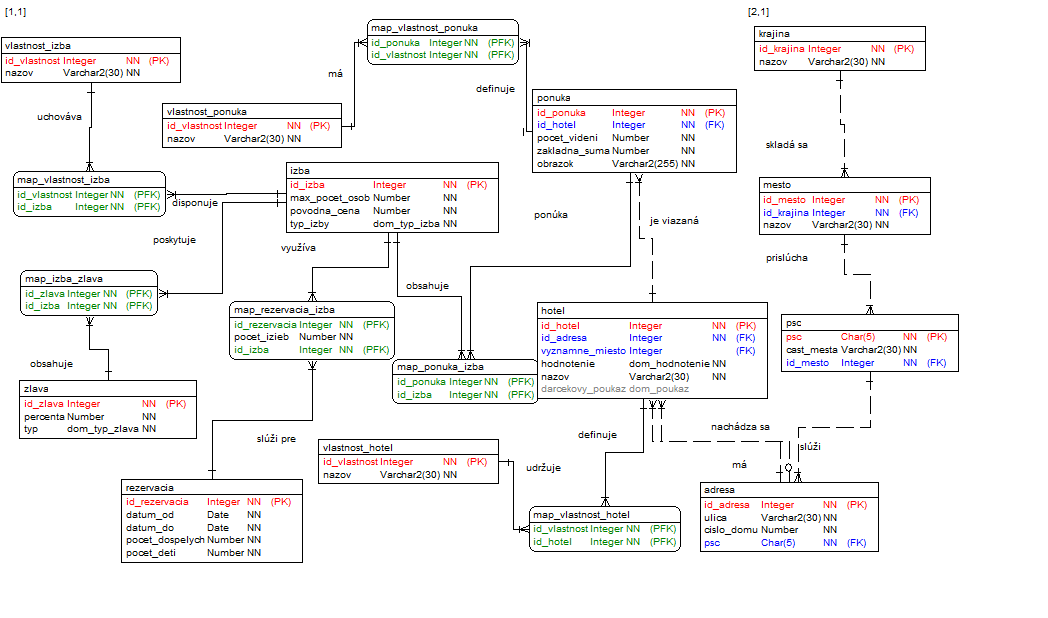 [1,1]
[2,1]
vlastnost_izba
id_vlastnost Integer NN (PK)
nazov Varchar2(30) NN
map_vlastnost_ponuka
id_ponuka Integer NN (PFK)
id_vlastnost Integer NN (PFK)
krajina
id_krajina Integer NN (PK)
nazov Varchar2(30) NN
má
definuje
uchováva
vlastnost_ponuka
id_vlastnost Integer NN (PK)
nazov Varchar2(30) NN
ponuka
id_ponuka Integer NN (PK)
id_hotel Integer NN (FK)
pocet_videni Number NN
zakladna_suma Number NN
obrazok Varchar2(255) NN
skladá sa
map_vlastnost_izba
id_vlastnost Integer NN (PFK)
id_izba Integer NN (PFK)
disponuje
izba
id_izba Integer NN (PK)
max_pocet_osob Number NN
povodna_cena Number NN
typ_izby dom_typ_izba NN
mesto
id_mesto Integer NN (PK)
id_krajina Integer NN (FK)
nazov Varchar2(30) NN
ponúka
je viazaná
poskytuje
využíva
obsahuje
prislúcha
map_izba_zlava
id_zlava Integer NN (PFK)
id_izba Integer NN (PFK)
map_rezervacia_izba
id_rezervacia Integer NN (PFK)
pocet_izieb Number NN
id_izba Integer NN (PFK)
hotel
id_hotel Integer NN (PK)
id_adresa Integer NN (FK)
vyznamne_miesto Integer (FK)
hodnotenie dom_hodnotenie NN
nazov Varchar2(30) NN
darcekovy_poukaz dom_poukaz
psc
psc Char(5) NN (PK)
cast_mesta Varchar2(30) NN
id_mesto Integer NN (FK)
obsahuje
map_ponuka_izba
id_ponuka Integer NN (PFK)
id_izba Integer NN (PFK)
zlava
id_zlava Integer NN (PK)
percenta Number NN
typ dom_typ_zlava NN
slúži pre
definuje
nachádza sa
slúži
má
vlastnost_hotel
id_vlastnost Integer NN (PK)
nazov Varchar2(30) NN
udržuje
rezervacia
id_rezervacia Integer NN (PK)
datum_od Date NN
datum_do Date NN
pocet_dospelych Number NN
pocet_deti Number NN
map_vlastnost_hotel
id_vlastnost Integer NN (PFK)
id_hotel Integer NN (PFK)
adresa
id_adresa Integer NN (PK)
ulica Varchar2(30) NN
cislo_domu Number NN
psc Char(5) NN (FK)